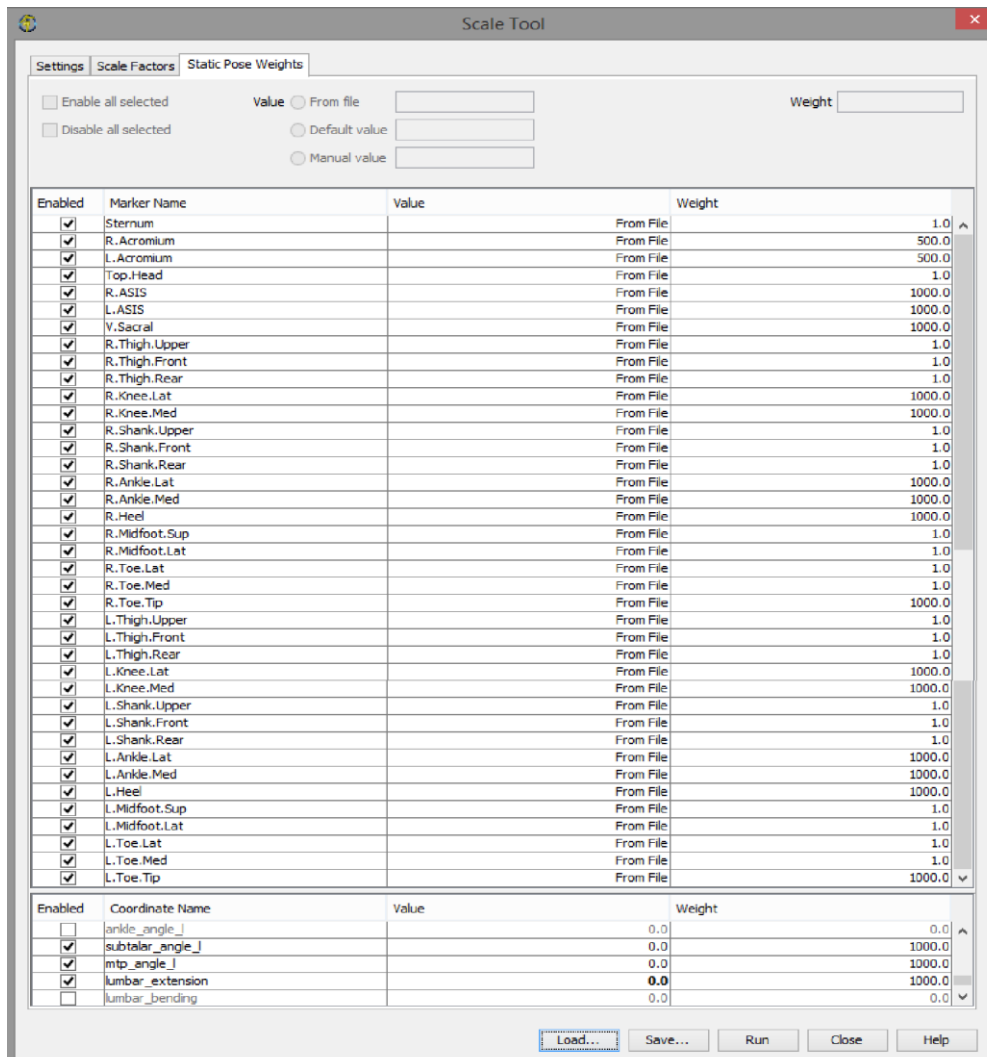 Scale Tool
Settings Scale Factors Static Pose Weights
Enable all selected Value From file Weight
Disable all selected Default value
Manual value
Enabled Marker Name Value Weight
Sternum From File 1.0
R.Acromium From File 500.0
L.Acromium From File 500.0
Top.Head From File 1.0
R.ASIS From File 1000.0
L.ASIS From File 1000.0
V.Sacral From File 1000.0
R.Thigh.Upper From File 1.0
R.Thigh.Front From File 1.0
R.Thigh.Rear From File 1.0
R.Knee.Lat From File 1000.0
R.Knee.Med From File 1000.0
R.Shank.Upper From File 1.0
R.Shank.Front From File 1.0
R.Shank.Rear From File 1.0
R.Ankle.Lat From File 1000.0
R.Ankle.Med From File 1000.0
R.Heel From File 1000.0
R.Midfoot.Sup From File 1.0
R.Midfoot.Lat From File 1.0
R.Toe.Lat From File 1.0
R.Toe.Med From File 1.0
R.Toe.Tip From File 1000.0
L.Thigh.Upper From File 1.0
L.Thigh.Front From File 1.0
L.Thigh.Rear From File 1.0
L.Knee.Lat From File 1000.0
L.Knee.Med From File 1000.0
L.Shank.Upper From File 1.0
L.Shank.Front From File 1.0
L.Shank.Rear From File 1.0
L.Ankle.Lat From File 1000.0
L.Ankle.Med From File 1000.0
L.Heel From File 1000.0
L.Midfoot.Sup From File 1.0
L.Midfoot.Lat From File 1.0
L.Toe.Lat From File 1.0
L.Toe.Med From File 1.0
L.Toe.Tip From File 1000.0
Enabled Coordinate Name Value Weight
ankle_angle_l 0.0 0.0
subtalar_angle_l 0.0 1000.0
mtp_angle_l 0.0 1000.0
lumbar_extension 0.0 1000.0
lumbar_bending 0.0 0.0
Load... Save... Run Close Help